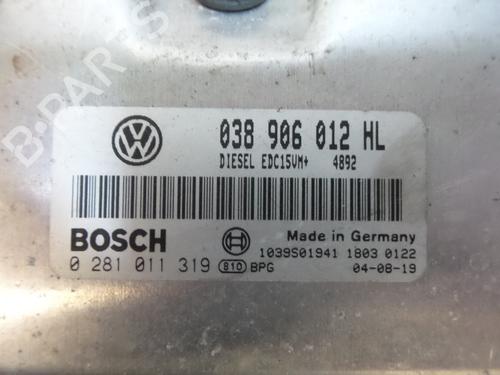 B-PARTS
038 906 012 HL
DIESEL EDC15VM+ 4892
BOSCH
Made in Germany
0 281 011 319 810 BPG
1039S01941 1803 0122
04-08-19